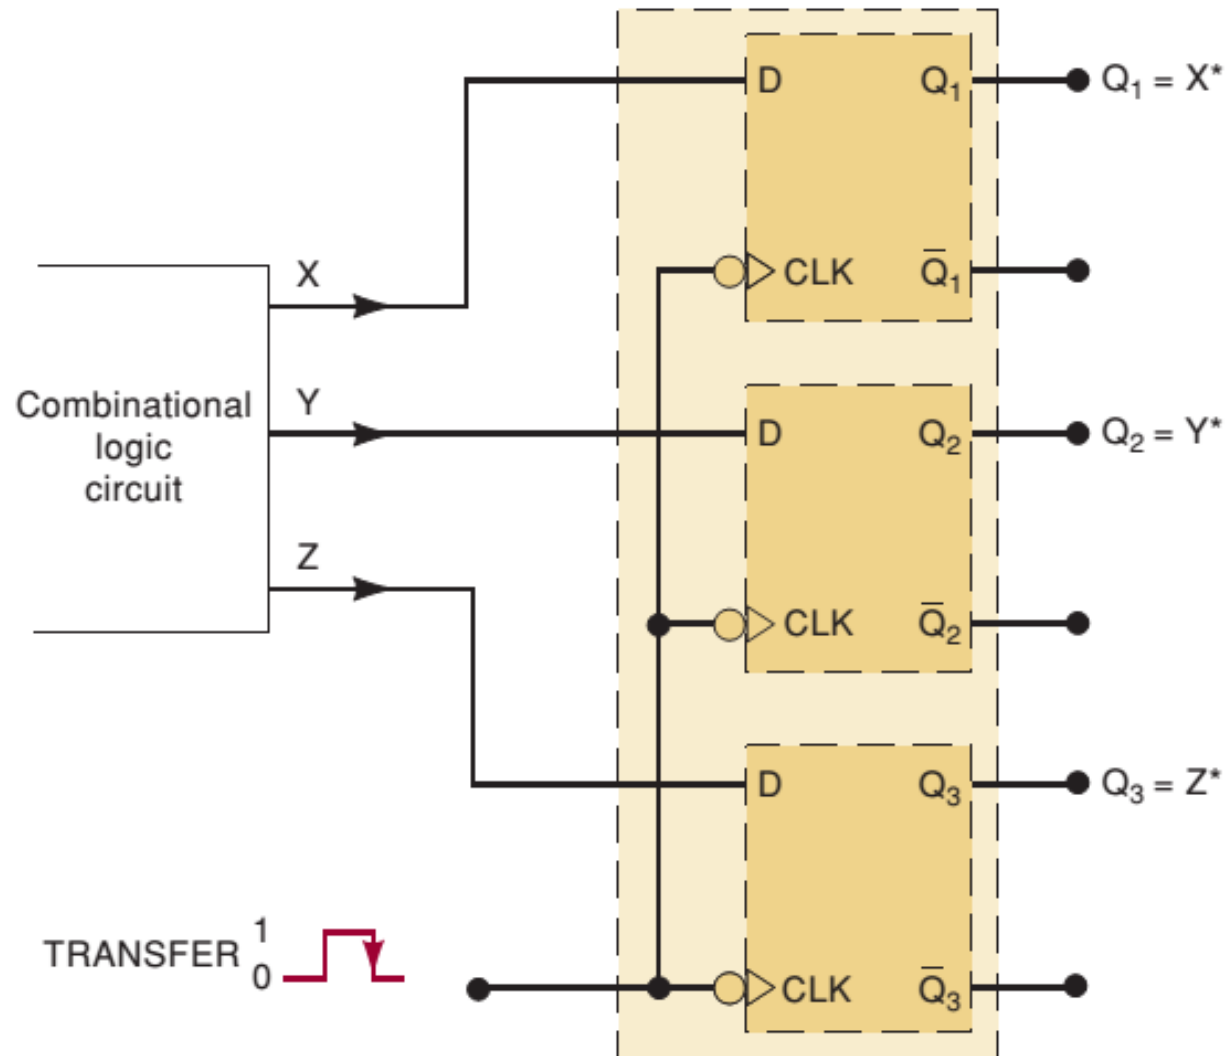 D
Q₁
Q₁ = X*
CLK
Q̅₁
X
Combinational
logic
circuit
Y
D
Q₂
Q₂ = Y*
CLK
Q̅₂
Z
D
Q₃
Q₃ = Z*
TRANSFER
1
0
CLK
Q̅₃